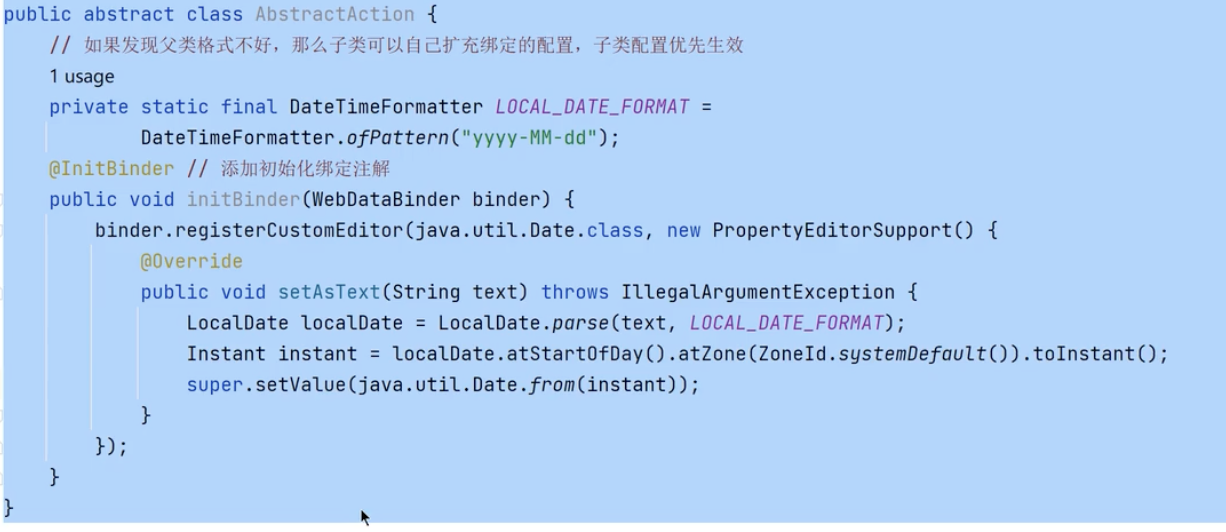 public abstract class AbstractAction {
// 如果发现父类格式不好，那么子类可以自己扩充绑定的配置，子类配置优先生效
1 usage
private static final DateTimeFormatter LOCAL_DATE_FORMAT =
DateTimeFormatter.ofPattern("yyyy-MM-dd");
@InitBinder // 添加初始化绑定注解
public void initBinder(WebDataBinder binder) {
binder.registerCustomEditor(java.util.Date.class, new PropertyEditorSupport() {
@Override
public void setAsText(String text) throws IllegalArgumentException {
LocalDate localDate = LocalDate.parse(text, LOCAL_DATE_FORMAT);
Instant instant = localDate.atStartOfDay().atZone(ZoneId.systemDefault()).toInstant();
super.setValue(java.util.Date.from(instant));
}
});
}
}